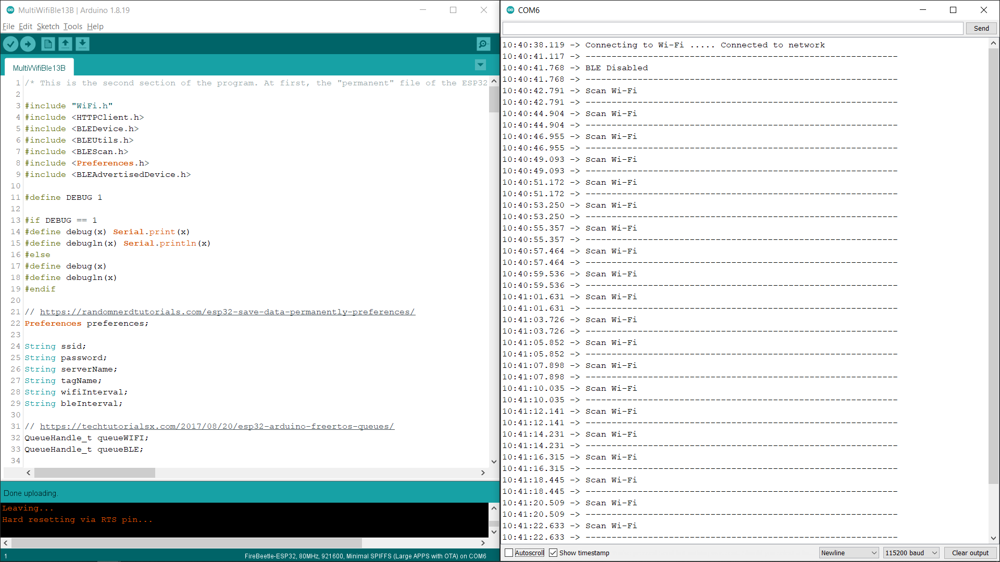 MultiWifiBle13B | Arduino 1.8.19
File Edit Sketch Tools Help
MultiWifiBle13B
1 /* This is the second section of the program. At first, the "permanent" file of the ESP32
2
3 #include "WiFi.h"
4 #include <HTTPClient.h>
5 #include <BLEDevice.h>
6 #include <BLEUtils.h>
7 #include <BLEScan.h>
8 #include <Preferences.h>
9 #include <BLEAdvertisedDevice.h>
10
11 #define DEBUG 1
12
13 #if DEBUG == 1
14 #define debug(x) Serial.print(x)
15 #define debugln(x) Serial.println(x)
16 #else
17 #define debug(x)
18 #define debugln(x)
19 #endif
20
21 // https://randomnerdtutorials.com/esp32-save-data-permanently-preferences/
22 Preferences preferences;
23
24 String ssid;
25 String password;
26 String serverName;
27 String tagName;
28 String wifiInterval;
29 String bleInterval;
30
31 // https://techtutorialsx.com/2017/08/20/esp32-arduino-freertos-queues/
32 QueueHandle_t queueWIFI;
33 QueueHandle_t queueBLE;
34
Done uploading.
Leaving...
Hard resetting via RTS pin...
1 FireBeetle-ESP32, 80MHz, 921600, Minimal SPIFFS (Large APPS with OTA) on COM6
COM6
Send
10:40:38.119 -> Connecting to Wi-Fi ..... Connected to network
10:40:41.117 -> ------------------------------------------------------------
10:40:41.768 -> BLE Disabled
10:40:41.768 -> ------------------------------------------------------------
10:40:42.791 -> Scan Wi-Fi
10:40:42.791 -> ------------------------------------------------------------
10:40:44.904 -> Scan Wi-Fi
10:40:44.904 -> ------------------------------------------------------------
10:40:46.955 -> Scan Wi-Fi
10:40:46.955 -> ------------------------------------------------------------
10:40:49.093 -> Scan Wi-Fi
10:40:49.093 -> ------------------------------------------------------------
10:40:51.172 -> Scan Wi-Fi
10:40:51.172 -> ------------------------------------------------------------
10:40:53.250 -> Scan Wi-Fi
10:40:53.250 -> ------------------------------------------------------------
10:40:55.357 -> Scan Wi-Fi
10:40:55.357 -> ------------------------------------------------------------
10:40:57.464 -> Scan Wi-Fi
10:40:57.464 -> ------------------------------------------------------------
10:40:59.536 -> Scan Wi-Fi
10:40:59.536 -> ------------------------------------------------------------
10:41:01.631 -> Scan Wi-Fi
10:41:01.631 -> ------------------------------------------------------------
10:41:03.726 -> Scan Wi-Fi
10:41:03.726 -> ------------------------------------------------------------
10:41:05.852 -> Scan Wi-Fi
10:41:05.852 -> ------------------------------------------------------------
10:41:07.898 -> Scan Wi-Fi
10:41:07.898 -> ------------------------------------------------------------
10:41:10.035 -> Scan Wi-Fi
10:41:10.035 -> ------------------------------------------------------------
10:41:12.141 -> Scan Wi-Fi
10:41:12.141 -> ------------------------------------------------------------
10:41:14.231 -> Scan Wi-Fi
10:41:14.231 -> ------------------------------------------------------------
10:41:16.315 -> Scan Wi-Fi
10:41:16.315 -> ------------------------------------------------------------
10:41:18.445 -> Scan Wi-Fi
10:41:18.445 -> ------------------------------------------------------------
10:41:20.509 -> Scan Wi-Fi
10:41:20.509 -> ------------------------------------------------------------
10:41:22.633 -> Scan Wi-Fi
10:41:22.633 -> ------------------------------------------------------------
Autoscroll Show timestamp Newline 115200 baud Clear output